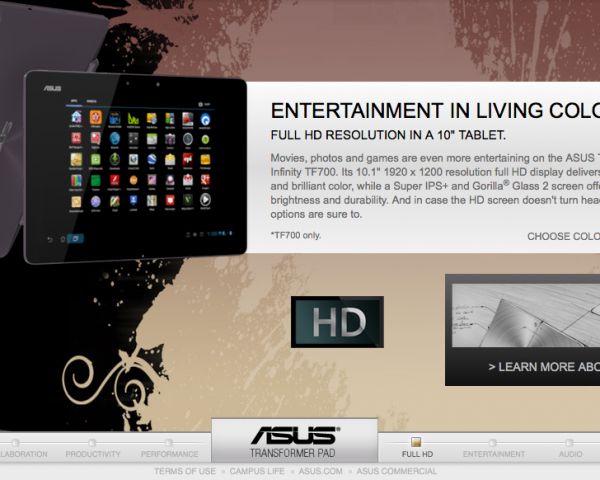 ASUS
ENTERTAINMENT IN LIVING COLO
FULL HD RESOLUTION IN A 10" TABLET.
Movies, photos and games are even more entertaining on the ASUS T
Infinity TF700. Its 10.1" 1920 x 1200 resolution full HD display delivers
and brilliant color, while a Super IPS+ and Gorilla® Glass 2 screen offe
brightness and durability. And in case the HD screen doesn't turn head
options are sure to.
*TF700 only.
CHOOSE COLO
HD
> LEARN MORE ABO
LABORATION
PRODUCTIVITY
PERFORMANCE
ASUS®
TRANSFORMER PAD
FULL HD
ENTERTAINMENT
AUDIO
TERMS OF USE • CAMPUS LIFE • ASUS.COM • ASUS COMMERCIAL